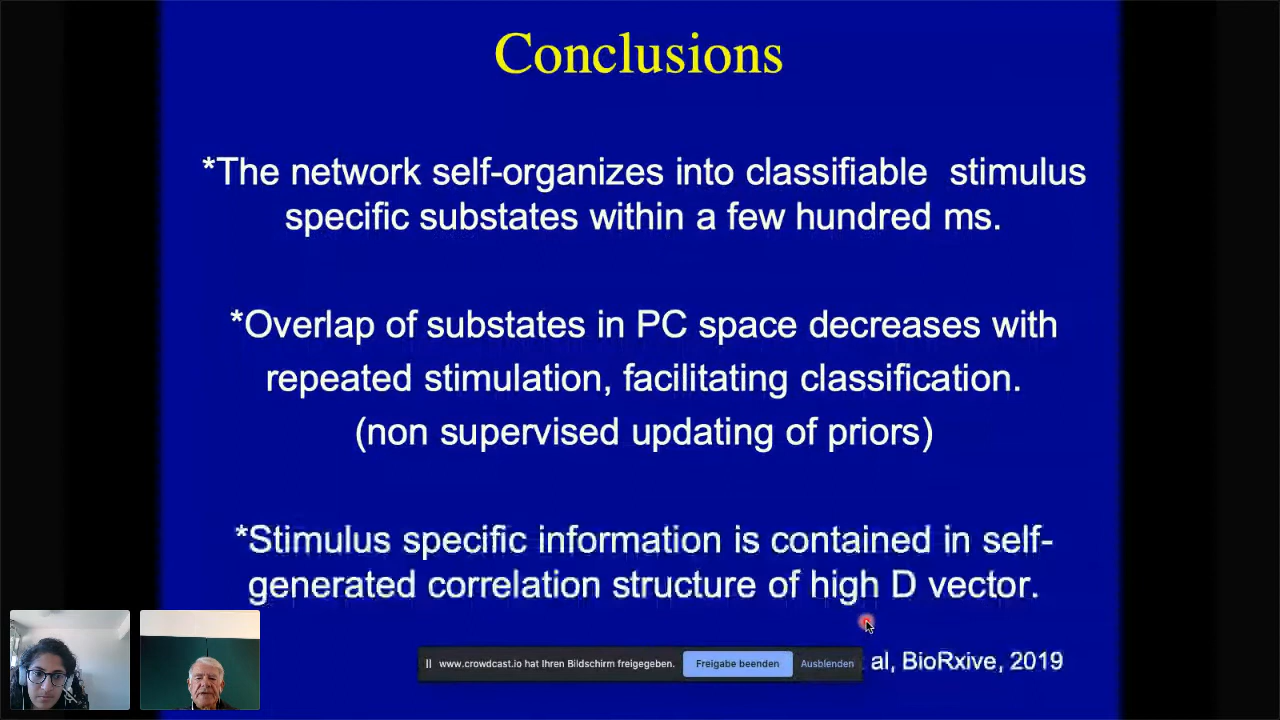 Conclusions
*The network self-organizes into classifiable stimulus
specific substates within a few hundred ms.
*Overlap of substates in PC space decreases with
repeated stimulation, facilitating classification.
(non supervised updating of priors)
*Stimulus specific information is contained in self-
generated correlation structure of high D vector.
www.crowdcast.io hat Ihren Bildschirm freigegeben. Freigabe beenden Ausblenden
al, BioRxive, 2019